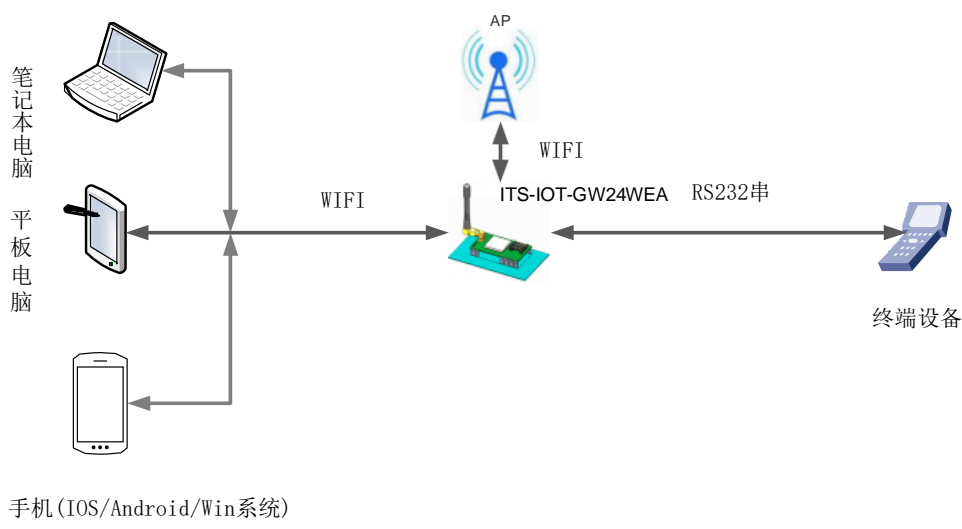 AP
笔记本电脑
WIFI
ITS-IOT-GW24WEA
RS232串
WIFI
平板电脑
终端设备
手机(IOS/Android/Win系统)